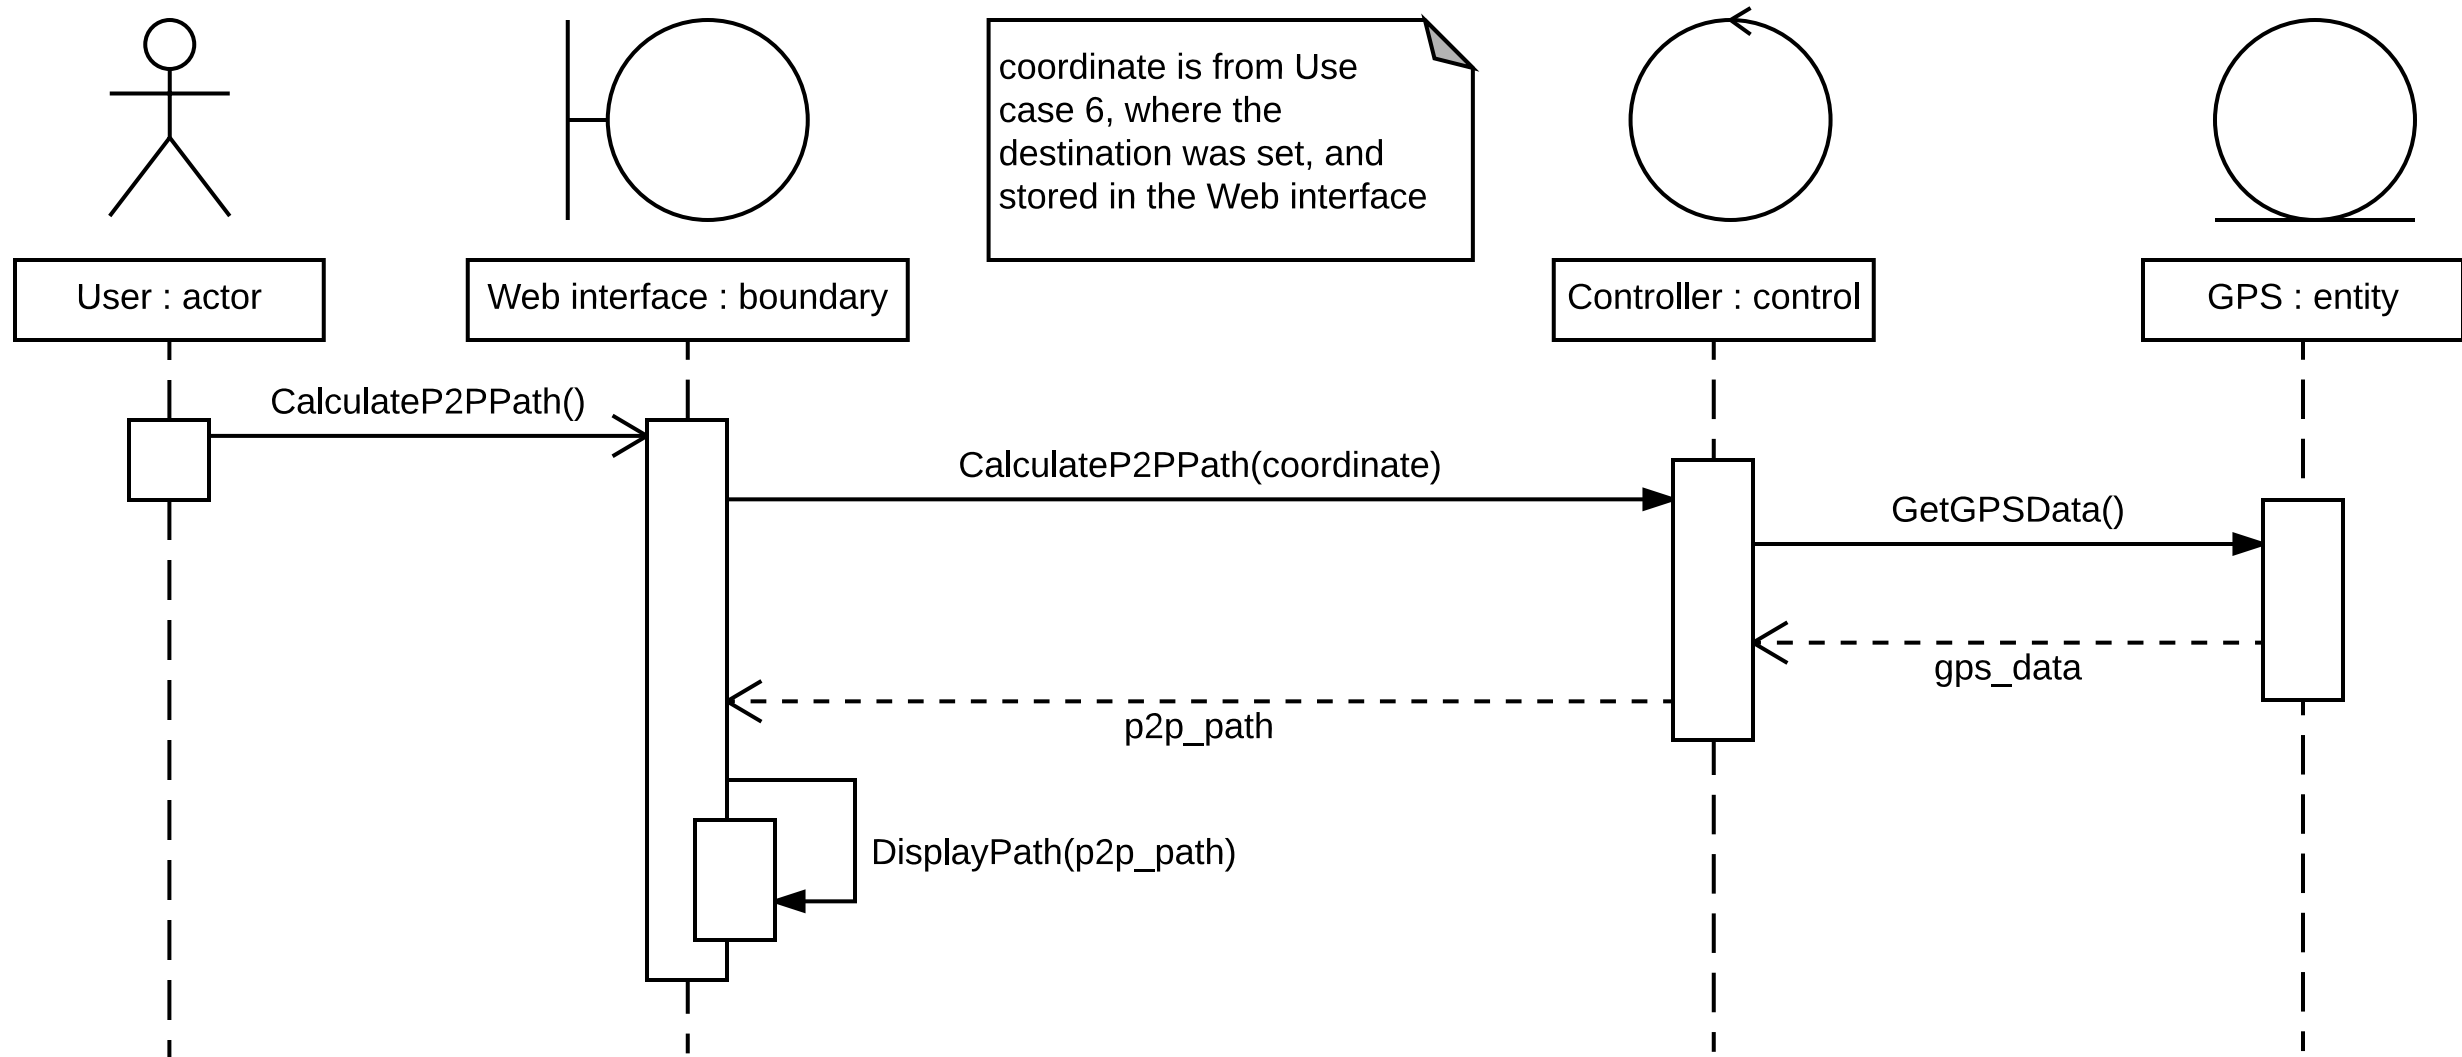 coordinate is from Use
case 6, where the
destination was set, and
stored in the Web interface
User : actor
Web interface : boundary
Controller : control
GPS : entity
CalculateP2PPath()
CalculateP2PPath(coordinate)
GetGPSData()
gps_data
p2p_path
DisplayPath(p2p_path)